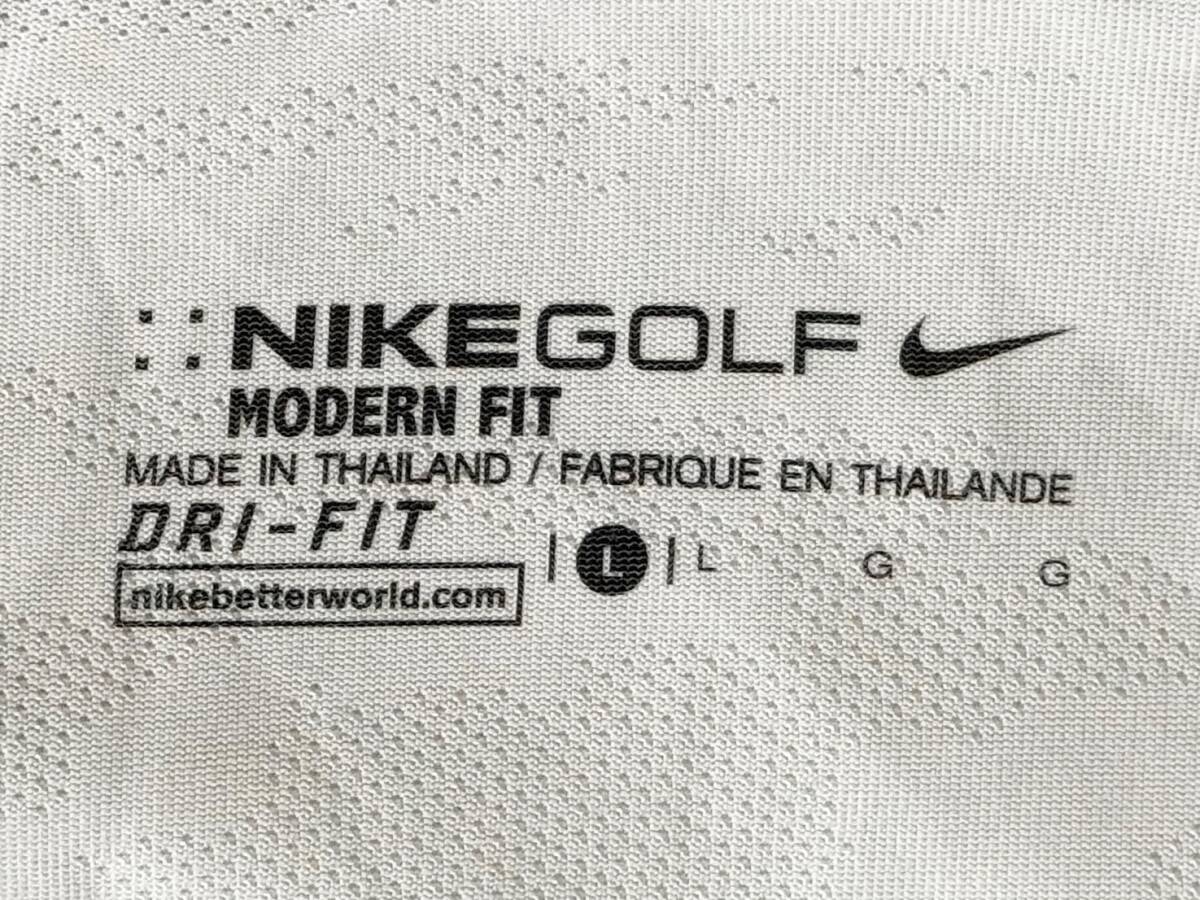 NIKEGOLF
MODERN FIT
MADE IN THAILAND / FABRIQUE EN THAILANDE
DRI-FIT
| L | L G G
nikebetterworld.com